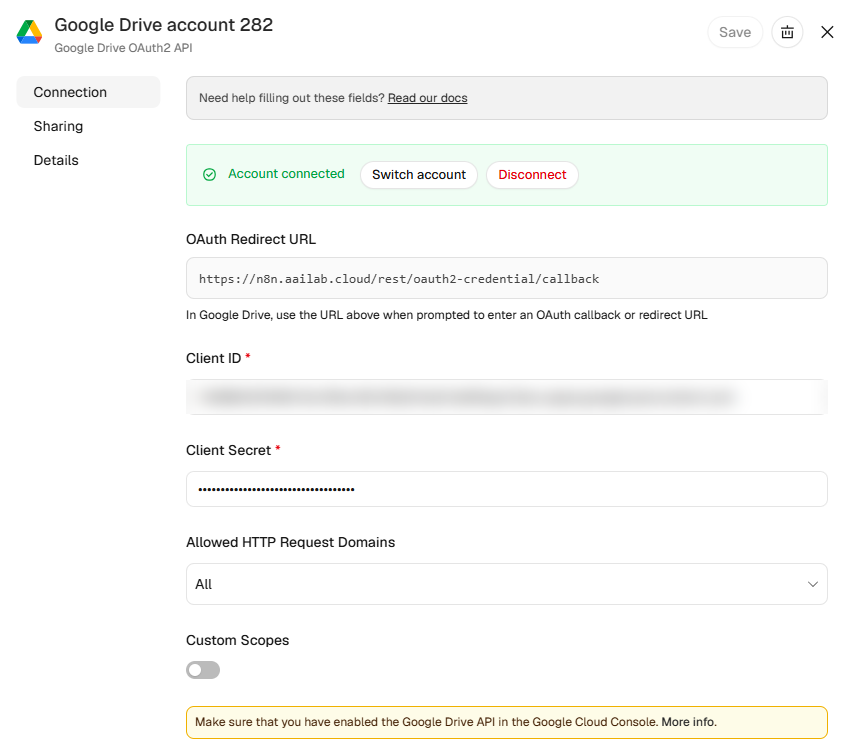 Google Drive account 282
Google Drive OAuth2 API
Save
Connection
Sharing
Details
Need help filling out these fields? Read our docs
Account connected Switch account Disconnect
OAuth Redirect URL
https://n8n.aailab.cloud/rest/oauth2-credential/callback
In Google Drive, use the URL above when prompted to enter an OAuth callback or redirect URL
Client ID *
Client Secret *
••••••••••••••••••••••••••••••••••••
Allowed HTTP Request Domains
All
Custom Scopes
Make sure that you have enabled the Google Drive API in the Google Cloud Console. More info.